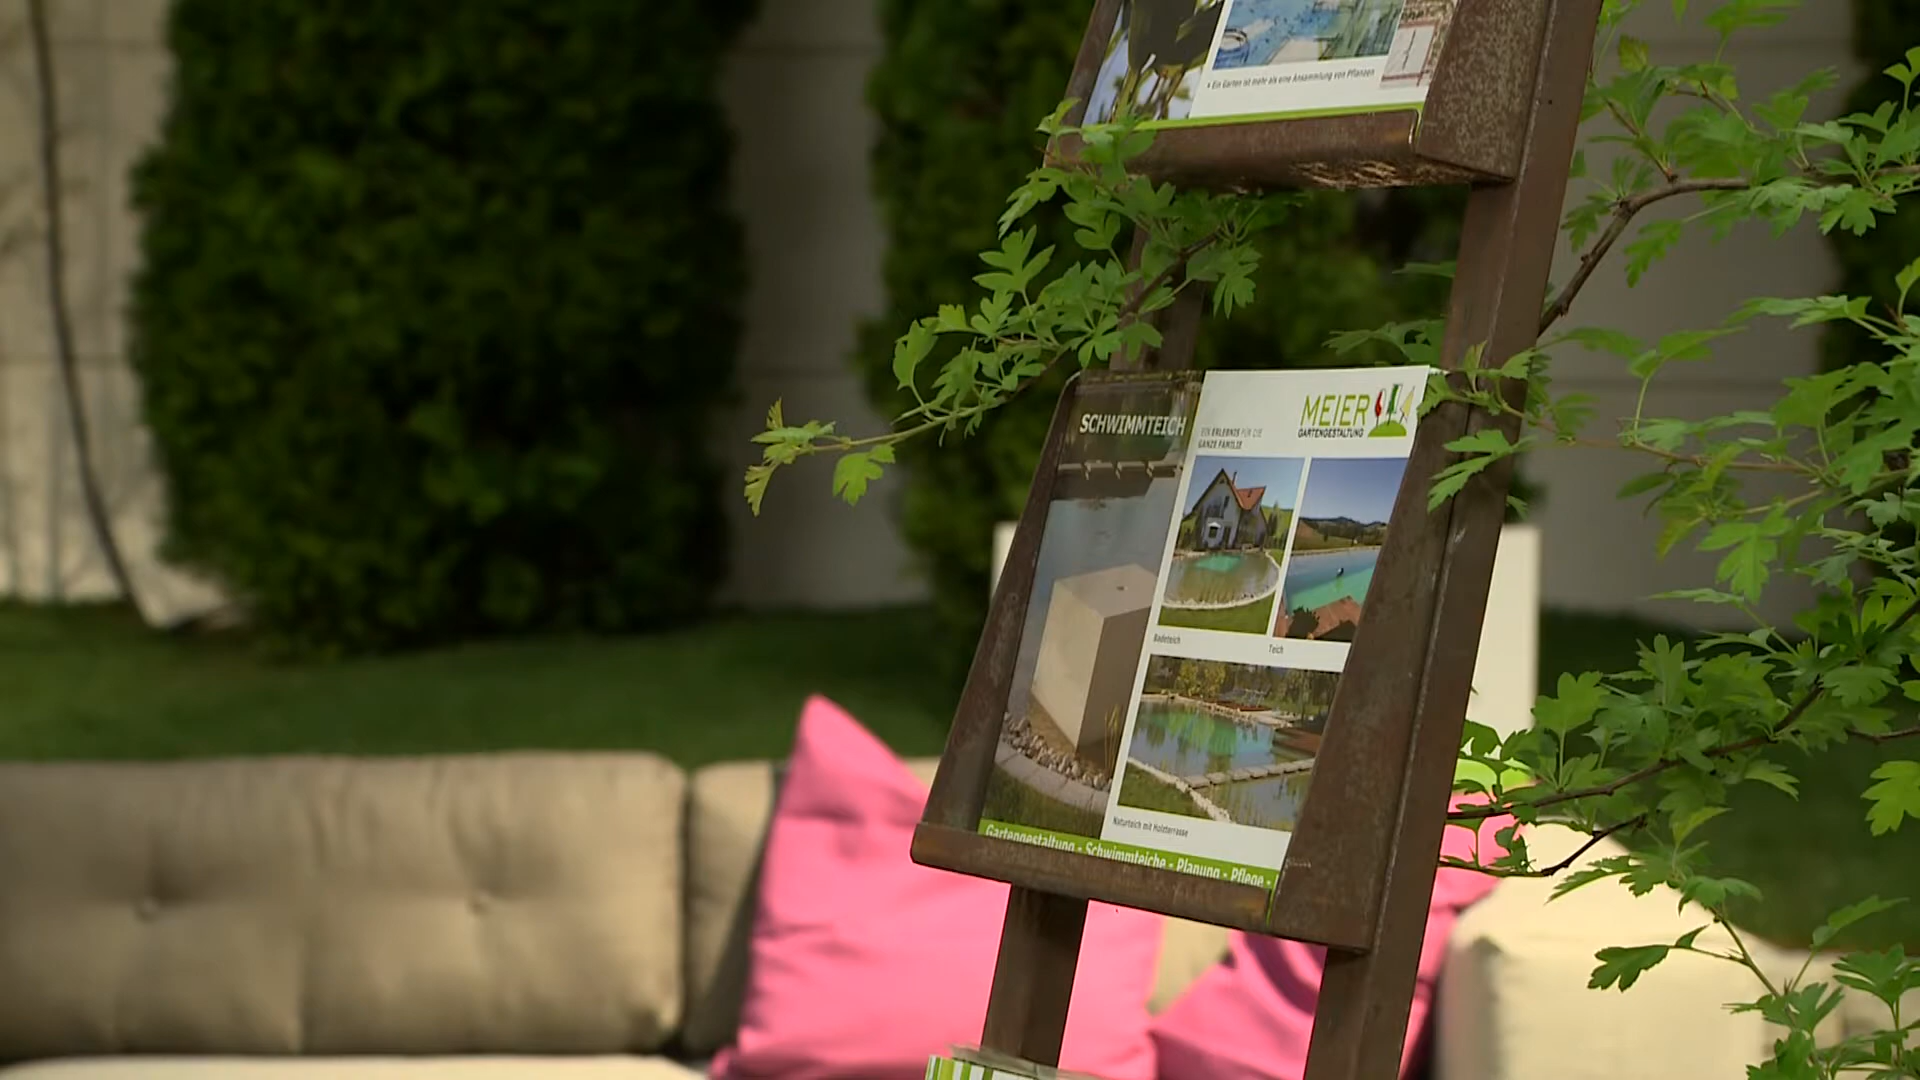 • Ein Garten ist mehr als eine Ansammlung von Pflanzen
SCHWIMMTEICH
EIN ERLEBNIS FÜR DIE
GANZE FAMILIE
MEIER
GARTENGESTALTUNG
Badeteich
Teich
Naturteich mit Holzterrasse
Gartengestaltung - Schwimmteiche - Planung - Pflege -